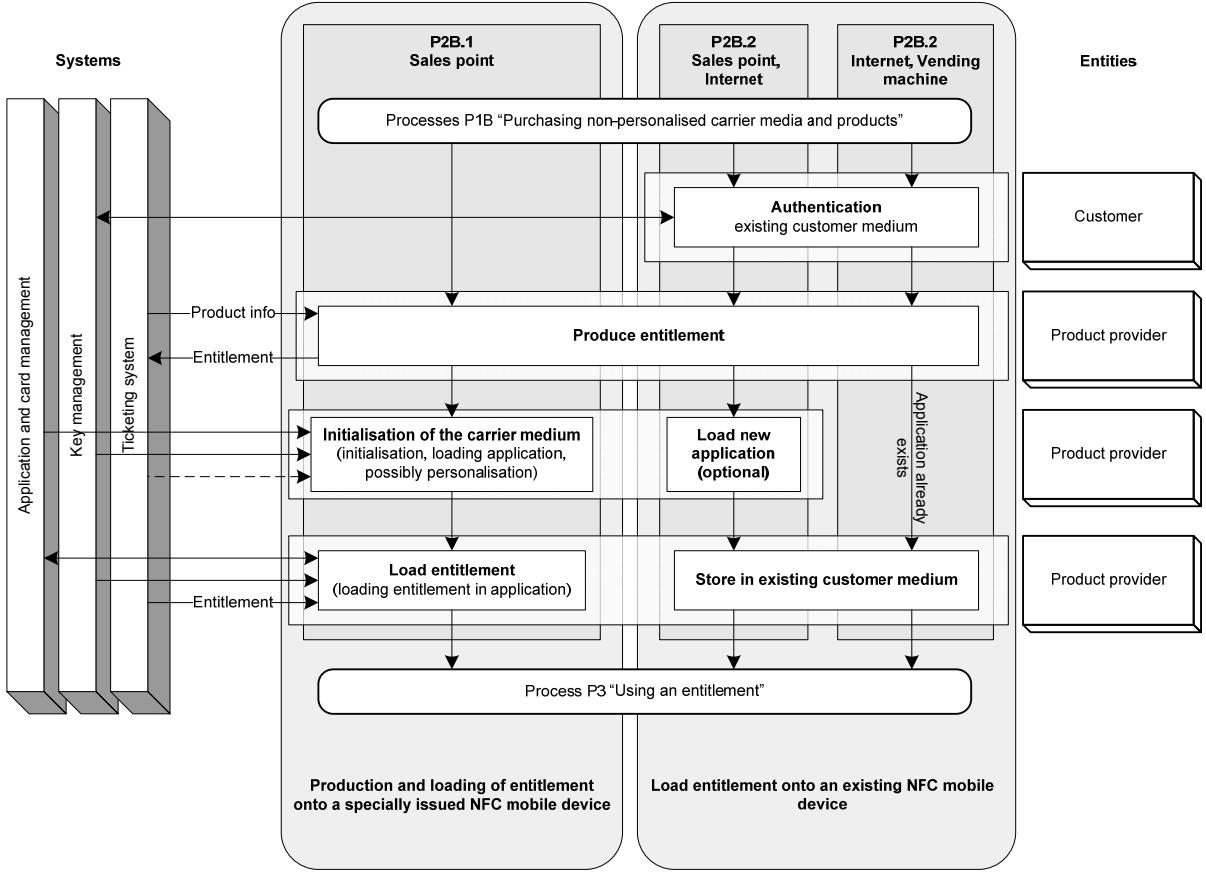 Systems
P2B.1
Sales point
P2B.2
Sales point,
Internet
P2B.2
Internet, Vending
machine
Entities
Processes P1B “Purchasing non-personalised carrier media and products”
Authentication
existing customer medium
Customer
Application and card management
Key management
Ticketing system
Product info
Entitlement
Produce entitlement
Product provider
Initialisation of the carrier medium
(initialisation, loading application,
possibly personalisation)
Load new
application
(optional)
Application already
exists
Product provider
Entitlement
Load entitlement
(loading entitlement in application)
Store in existing customer medium
Product provider
Process P3 “Using an entitlement”
Production and loading of entitlement
onto a specially issued NFC mobile device
Load entitlement onto an existing NFC mobile
device